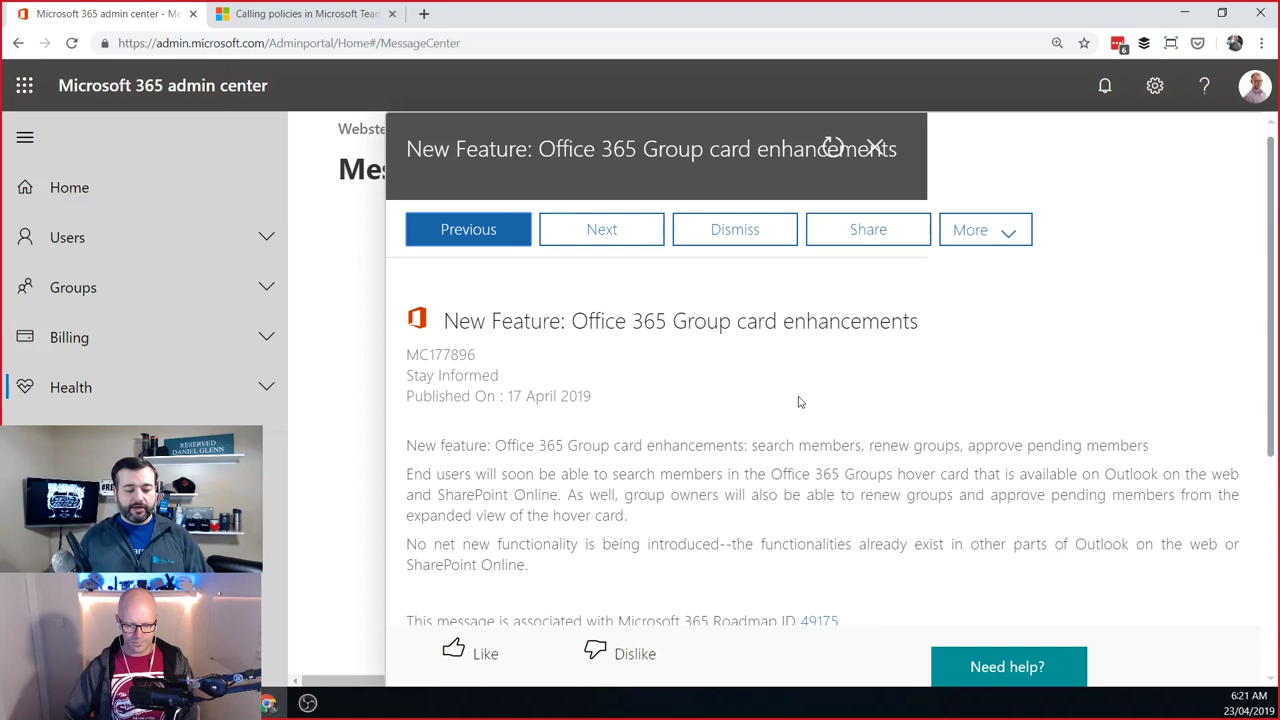 Microsoft 365 admin center - Me
Calling policies in Microsoft Team
https://admin.microsoft.com/Adminportal/Home#/MessageCenter
6
Microsoft 365 admin center
Home
Users
Groups
Billing
Health
Webste
Mes
New Feature: Office 365 Group card enhancements
Previous
Next
Dismiss
Share
More
New Feature: Office 365 Group card enhancements
MC177896
Stay Informed
Published On : 17 April 2019
New feature: Office 365 Group card enhancements: search members, renew groups, approve pending members
End users will soon be able to search members in the Office 365 Groups hover card that is available on Outlook on the web
and SharePoint Online. As well, group owners will also be able to renew groups and approve pending members from the
expanded view of the hover card.
No net new functionality is being introduced--the functionalities already exist in other parts of Outlook on the web or
SharePoint Online.
This message is associated with Microsoft 365 Roadmap ID 49175
Like
Dislike
Need help?
RESERVED
DANIEL GLENN
6:21 AM
23/04/2019